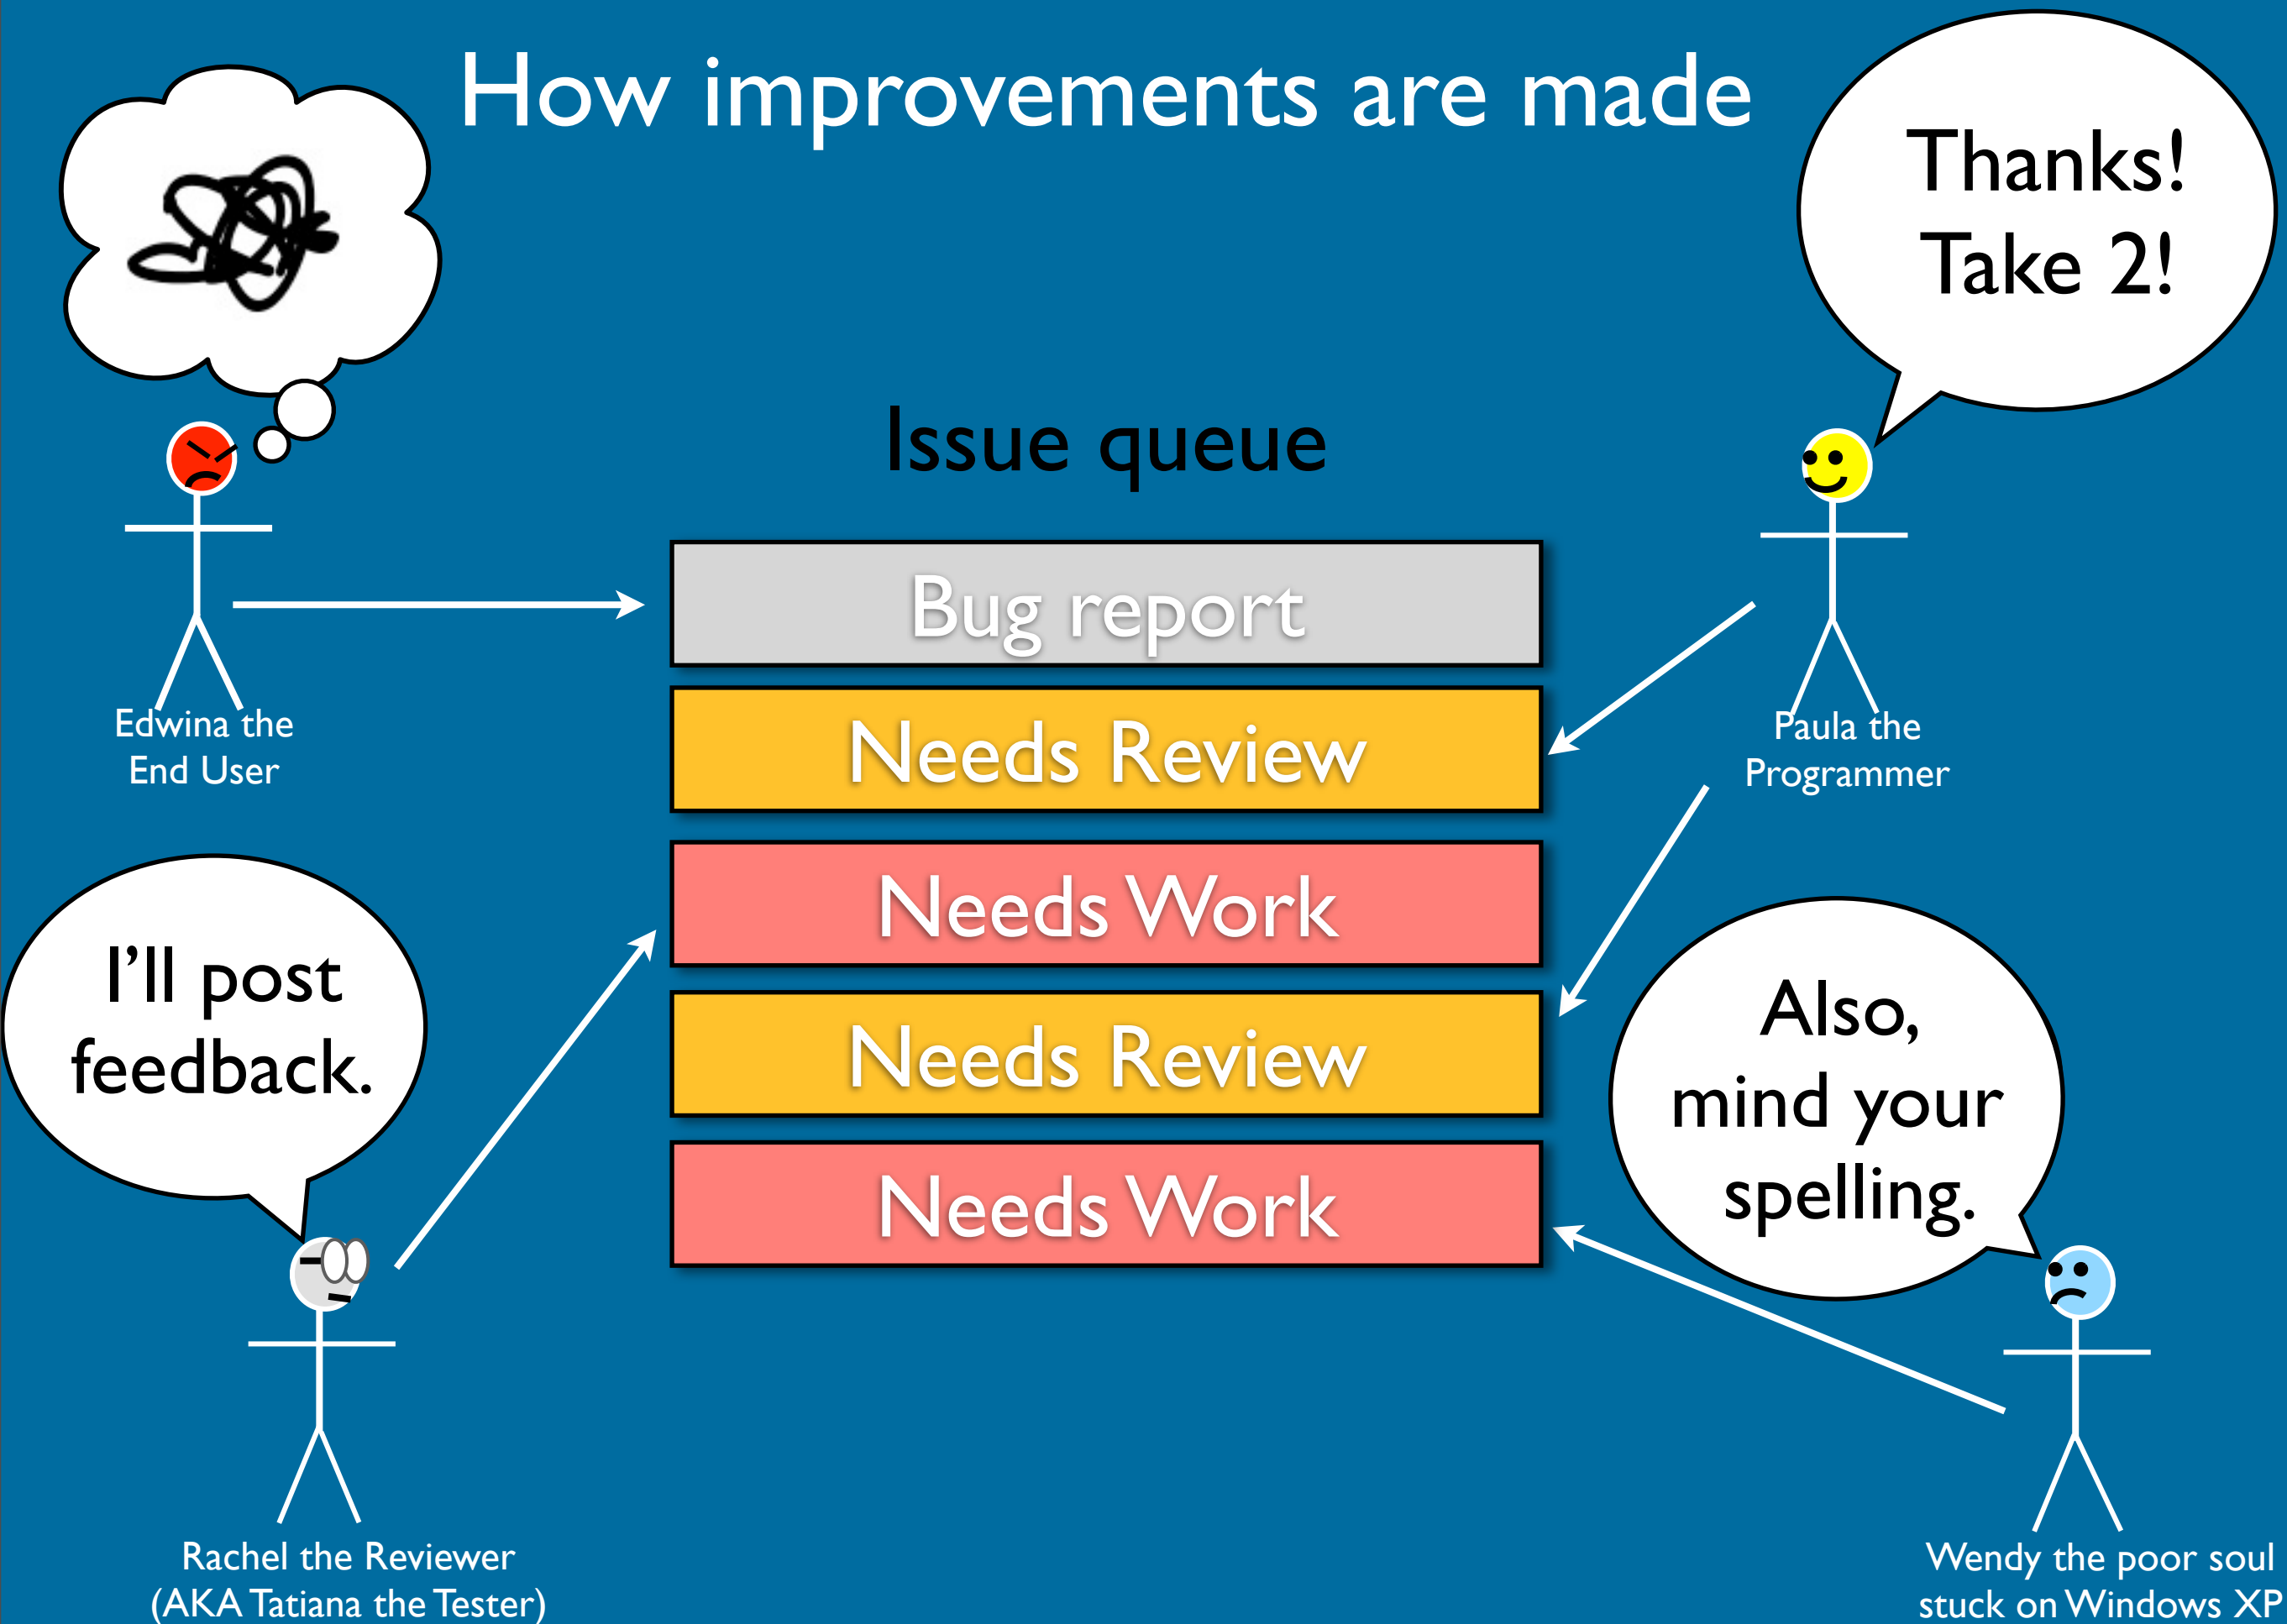 How improvements are made
Thanks!
Take 2!
Issue queue
Bug report
Needs Review
Needs Work
Needs Review
Needs Work
Edwina the
End User
Paula the
Programmer
I’ll post
feedback.
Also,
mind your
spelling.
Rachel the Reviewer
(AKA Tatiana the Tester)
Wendy the poor soul
stuck on Windows XP